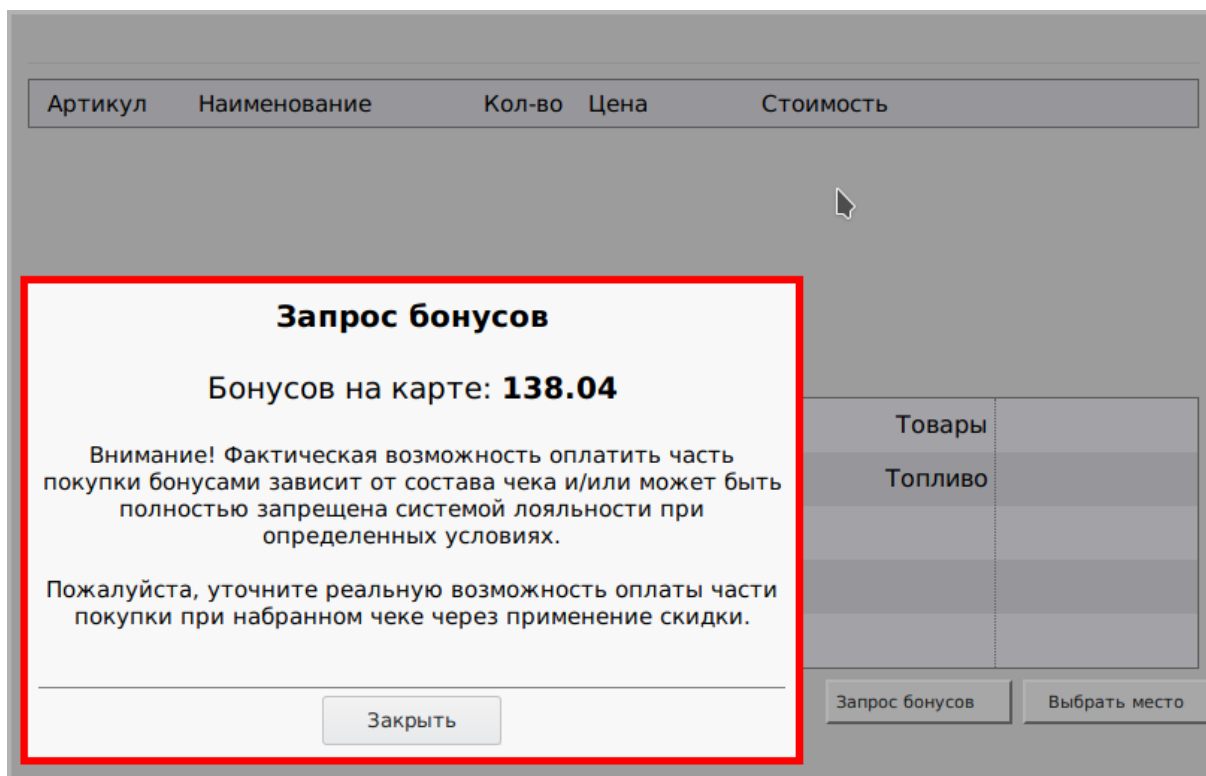 Артикул Наименование Кол-во Цена Стоимость
Запрос бонусов
Бонусов на карте: 138.04
Внимание! Фактическая возможность оплатить часть
покупки бонусами зависит от состава чека и/или может быть
полностью запрещена системой лояльности при
определенных условиях.
Пожалуйста, уточните реальную возможность оплаты части
покупки при набранном чеке через применение скидки.
Закрыть
Товары
Топливо
Запрос бонусов Выбрать место